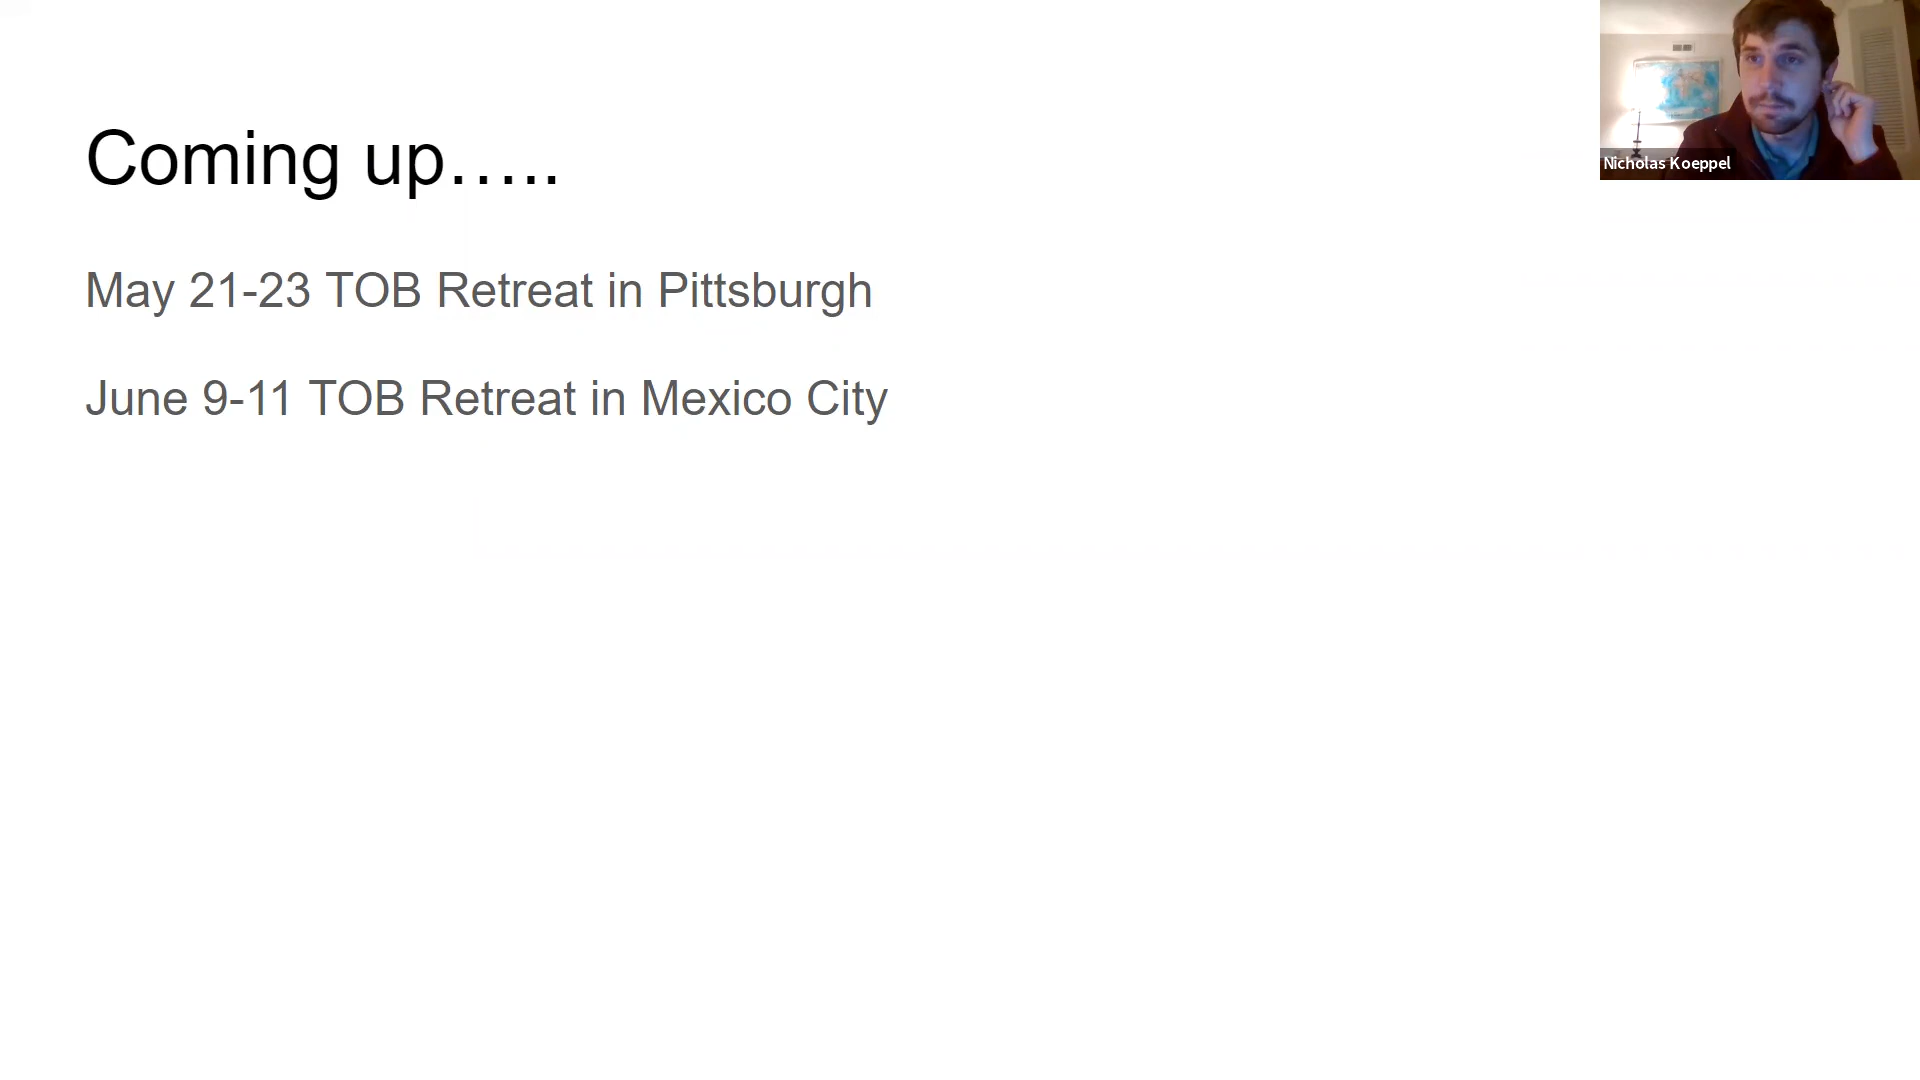 Coming up…..
May 21-23 TOB Retreat in Pittsburgh
June 9-11 TOB Retreat in Mexico City
Nicholas Koeppel